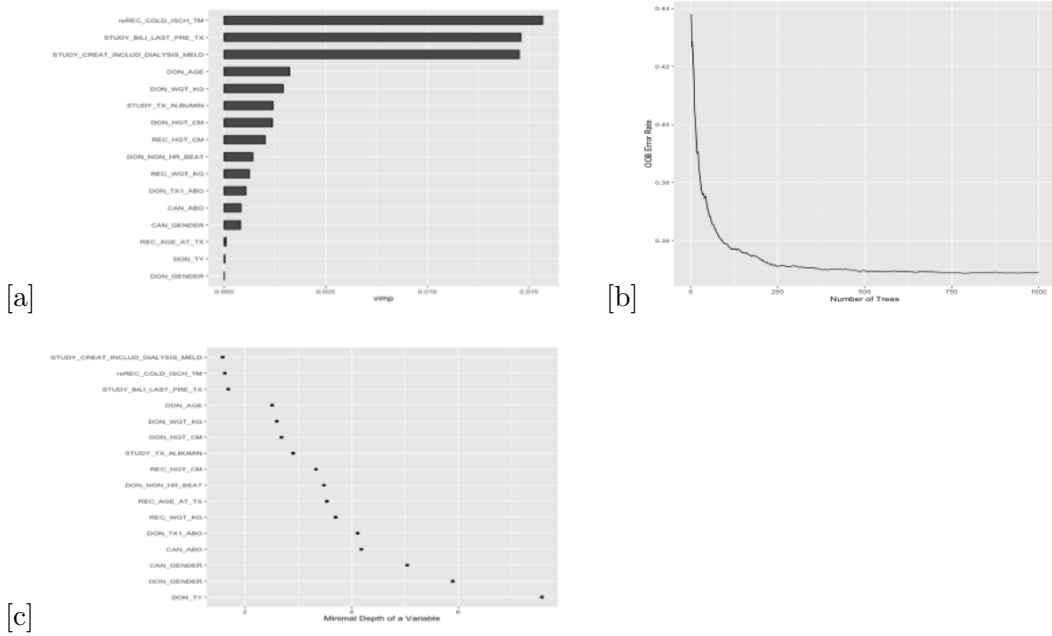 reREC_COLD_ISCH_TM
STUDY_BILI_LAST_PRE_TX
STUDY_CREAT_INCLUD_DIALYSIS_MELD
DON_AGE
DON_WGT_KG
STUDY_TX_ALBUMIN
DON_HGT_CM
REC_HGT_CM
DON_NON_HR_BEAT
REC_WGT_KG
DON_TX1_ABO
CAN_ABO
CAN_GENDER
REC_AGE_AT_TX
DON_TY
DON_GENDER
0.000 0.005 0.010 0.015
vimp
[a]
0.44
0.42
0.40
0.38
0.36
OOB Error Rate
0 250 500 750 1000
Number of Trees
[b]
STUDY_CREAT_INCLUD_DIALYSIS_MELD
reREC_COLD_ISCH_TM
STUDY_BILI_LAST_PRE_TX
DON_AGE
DON_WGT_KG
DON_HGT_CM
STUDY_TX_ALBUMIN
REC_HGT_CM
DON_NON_HR_BEAT
REC_AGE_AT_TX
REC_WGT_KG
DON_TX1_ABO
CAN_ABO
CAN_GENDER
DON_GENDER
DON_TY
2 4 6
Minimal Depth of a Variable
[c]